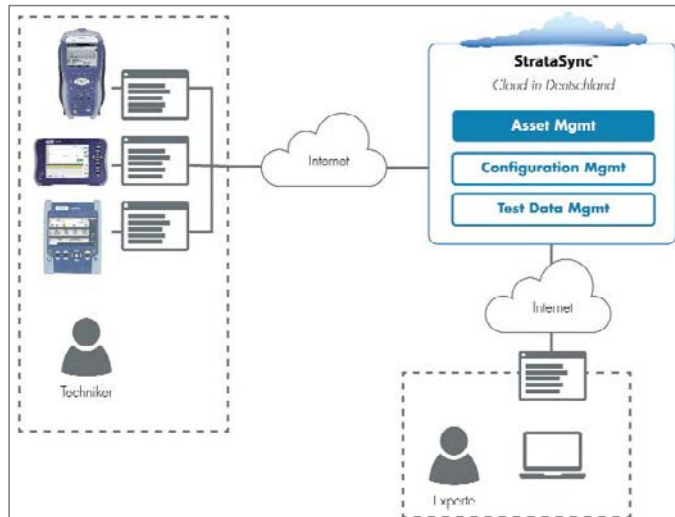 StrataSync™
Cloud in Deutschland
Asset Mgmt
Configuration Mgmt
Test Data Mgmt
Internet
Internet
Techniker
Experte